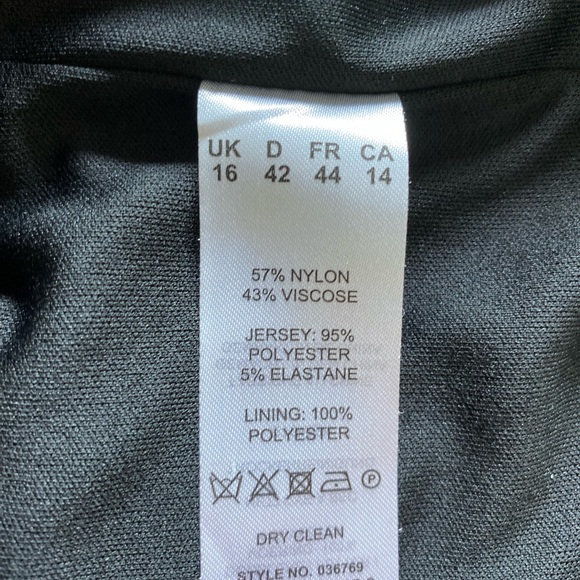 UK D FR CA
16 42 44 14
57% NYLON
43% VISCOSE
JERSEY: 95%
POLYESTER
5% ELASTANE
LINING: 100%
POLYESTER
P
DRY CLEAN
STYLE NO. 036769